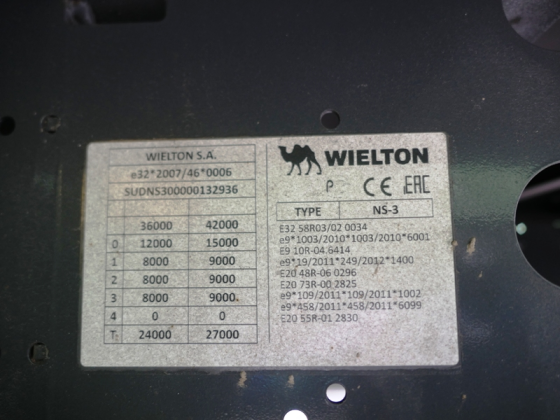 WIELTON S.A.
e32*2007/46*0006
SUDNS300000132936
36000 42000
0 12000 15000
1 8000 9000
2 8000 9000
3 8000 9000
4 0 0
T: 24000 27000
WIELTON
P CE EAC
TYPE NS-3
E32 58R03/02 0034
e9*1003/2010*1003/2010*6001
E9 10R-04.6414
e9*19/2011*249/2012*1400
E20 48R-06 0296
E20 73R-00 2825
e9*109/2011*109/2011*1002
e9*458/2011*458/2011*6099
E20 55R-01 2830